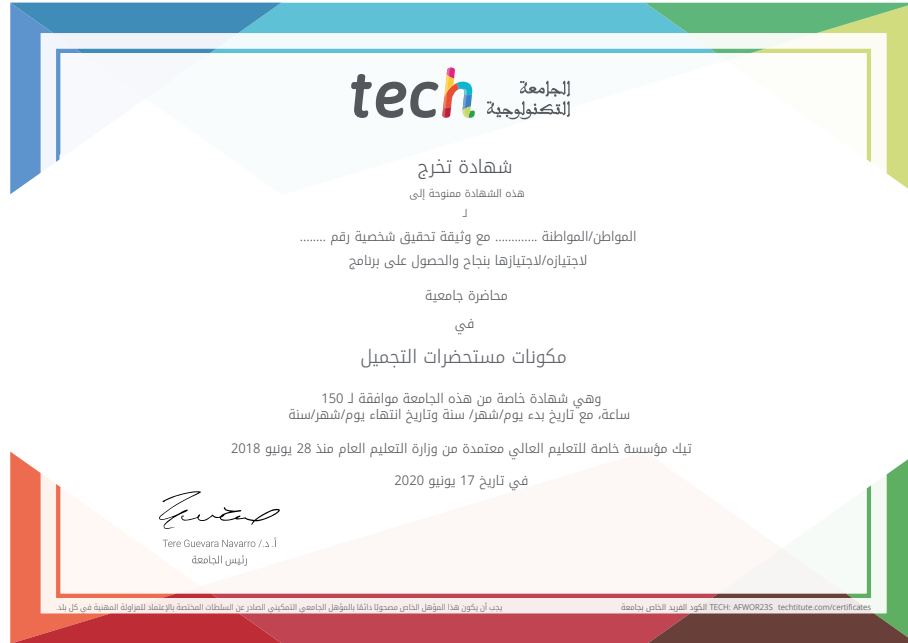 tech الجامعة
التكنولوجية
شهادة تخرج
هذه الشهادة ممنوحة إلى
لـ
المواطن/المواطنة ............ مع وثيقة تحقيق شخصية رقم ........
لاجتيازه/لاجتيازها بنجاح والحصول على برنامج
محاضرة جامعية
في
مكونات مستحضرات التجميل
وهي شهادة خاصة من هذه الجامعة موافقة لـ 150
ساعة، مع تاريخ بدء يوم/شهر/ سنة وتاريخ انتهاء يوم/شهر/سنة
تيك مؤسسة خاصة للتعليم العالي معتمدة من وزارة التعليم العام منذ 28 يونيو 2018
في تاريخ 17 يونيو 2020
أ. د./ Tere Guevara Navarro
رئيس الجامعة
يجب أن يكون هذا المؤهل الخاص مصحوبًا دائمًا بالمؤهل الجامعي التمكيني الصادر عن السلطات المختصة بالإعتماد للمزاولة المهنية في كل بلد.
الكود الفريد الخاص بجامعة TECH: AFWOR23S techtitute.com/certificates